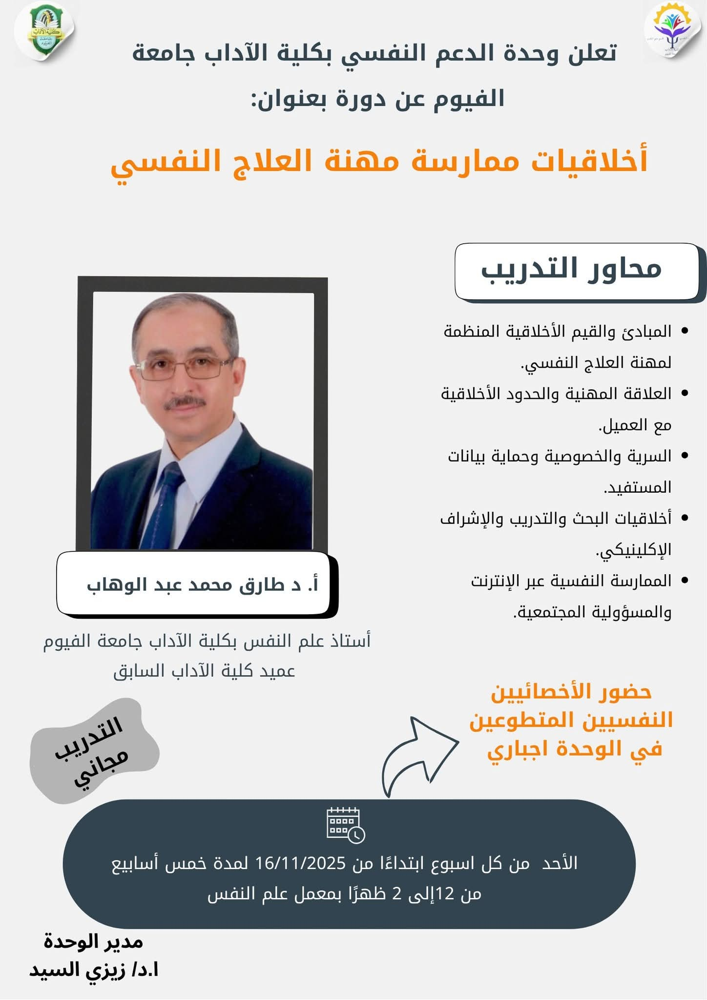 كلية الآداب
تعلن وحدة الدعم النفسي بكلية الآداب جامعة
الفيوم عن دورة بعنوان:
أخلاقيات ممارسة مهنة العلاج النفسي
محاور التدريب
المبادئ والقيم الأخلاقية المنظمة
لمهنة العلاج النفسي.
العلاقة المهنية والحدود الأخلاقية
مع العميل.
السرية والخصوصية وحماية بيانات
المستفيد.
أخلاقيات البحث والتدريب والإشراف
الإكلينيكي.
الممارسة النفسية عبر الإنترنت
والمسؤولية المجتمعية.
أ. د طارق محمد عبد الوهاب
أستاذ علم النفس بكلية الآداب جامعة الفيوم
عميد كلية الآداب السابق
حضور الأخصائيين
النفسيين المتطوعين
في الوحدة اجباري
التدريب
مجاني
الأحد من كل اسبوع ابتداءًا من 16/11/2025 لمدة خمس أسابيع
من 12إلى 2 ظهرًا بمعمل علم النفس
مدير الوحدة
ا.د/ زيزي السيد